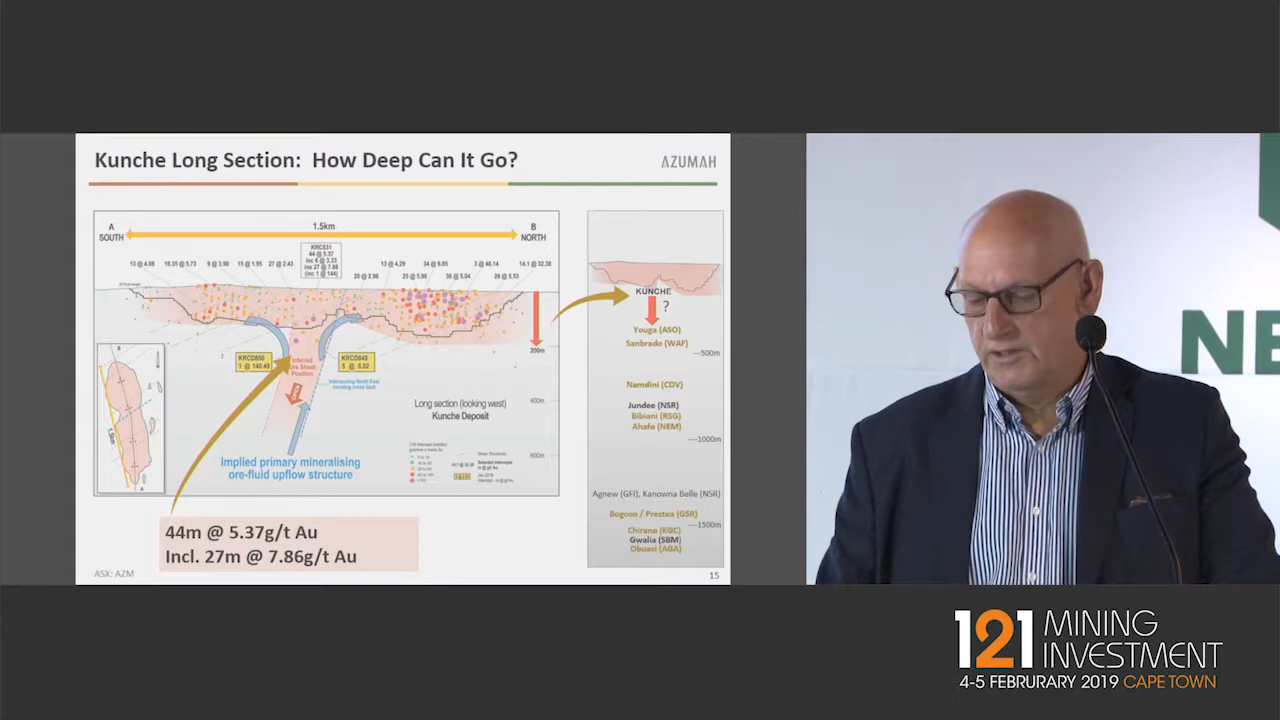 Kunche Long Section: How Deep Can It Go?
AZUMAH
A
SOUTH
1.5km
B
NORTH
KRC831
44 @ 5.37
inc 6 @ 3.33
ins 27 @ 7.86
(inc 1 @ 144)
13 @ 4.08
10.35 @ 5.73
9 @ 3.90
15 @ 1.95
27 @ 2.43
20 @ 2.96
13 @ 4.29
25 @ 5.90
34 @ 6.85
38 @ 5.04
3 @ 46.14
26 @ 5.53
14.1 @ 32.38
200m
400m
600m
KRCD850
1 @ 140.49
KRCD849
5 @ 6.02
Inferred
Ore Shoot
Position
OPEN
Intersecting North East
trending cross fault
Long section (looking west)
Kunche Deposit
Implied primary mineralising
ore-fluid upflow structure
B
A
44m @ 5.37g/t Au
Incl. 27m @ 7.86g/t Au
KUNCHE
?
Youga (ASO)
Sanbrado (WAF)
500m
Namdini (CDV)
Jundee (NSR)
Bibiani (RSG)
Ahafo (NEM)
1000m
Agnew (GFI), Kanowna Belle (NSR)
Bogoso / Prestea (GSR)
1500m
Chirano (KGC)
Gwalia (SBM)
Obuasi (AGA)
ASX: AZM
15
NE
121 MINING
INVESTMENT
4-5 FEBRURARY 2019 CAPE TOWN